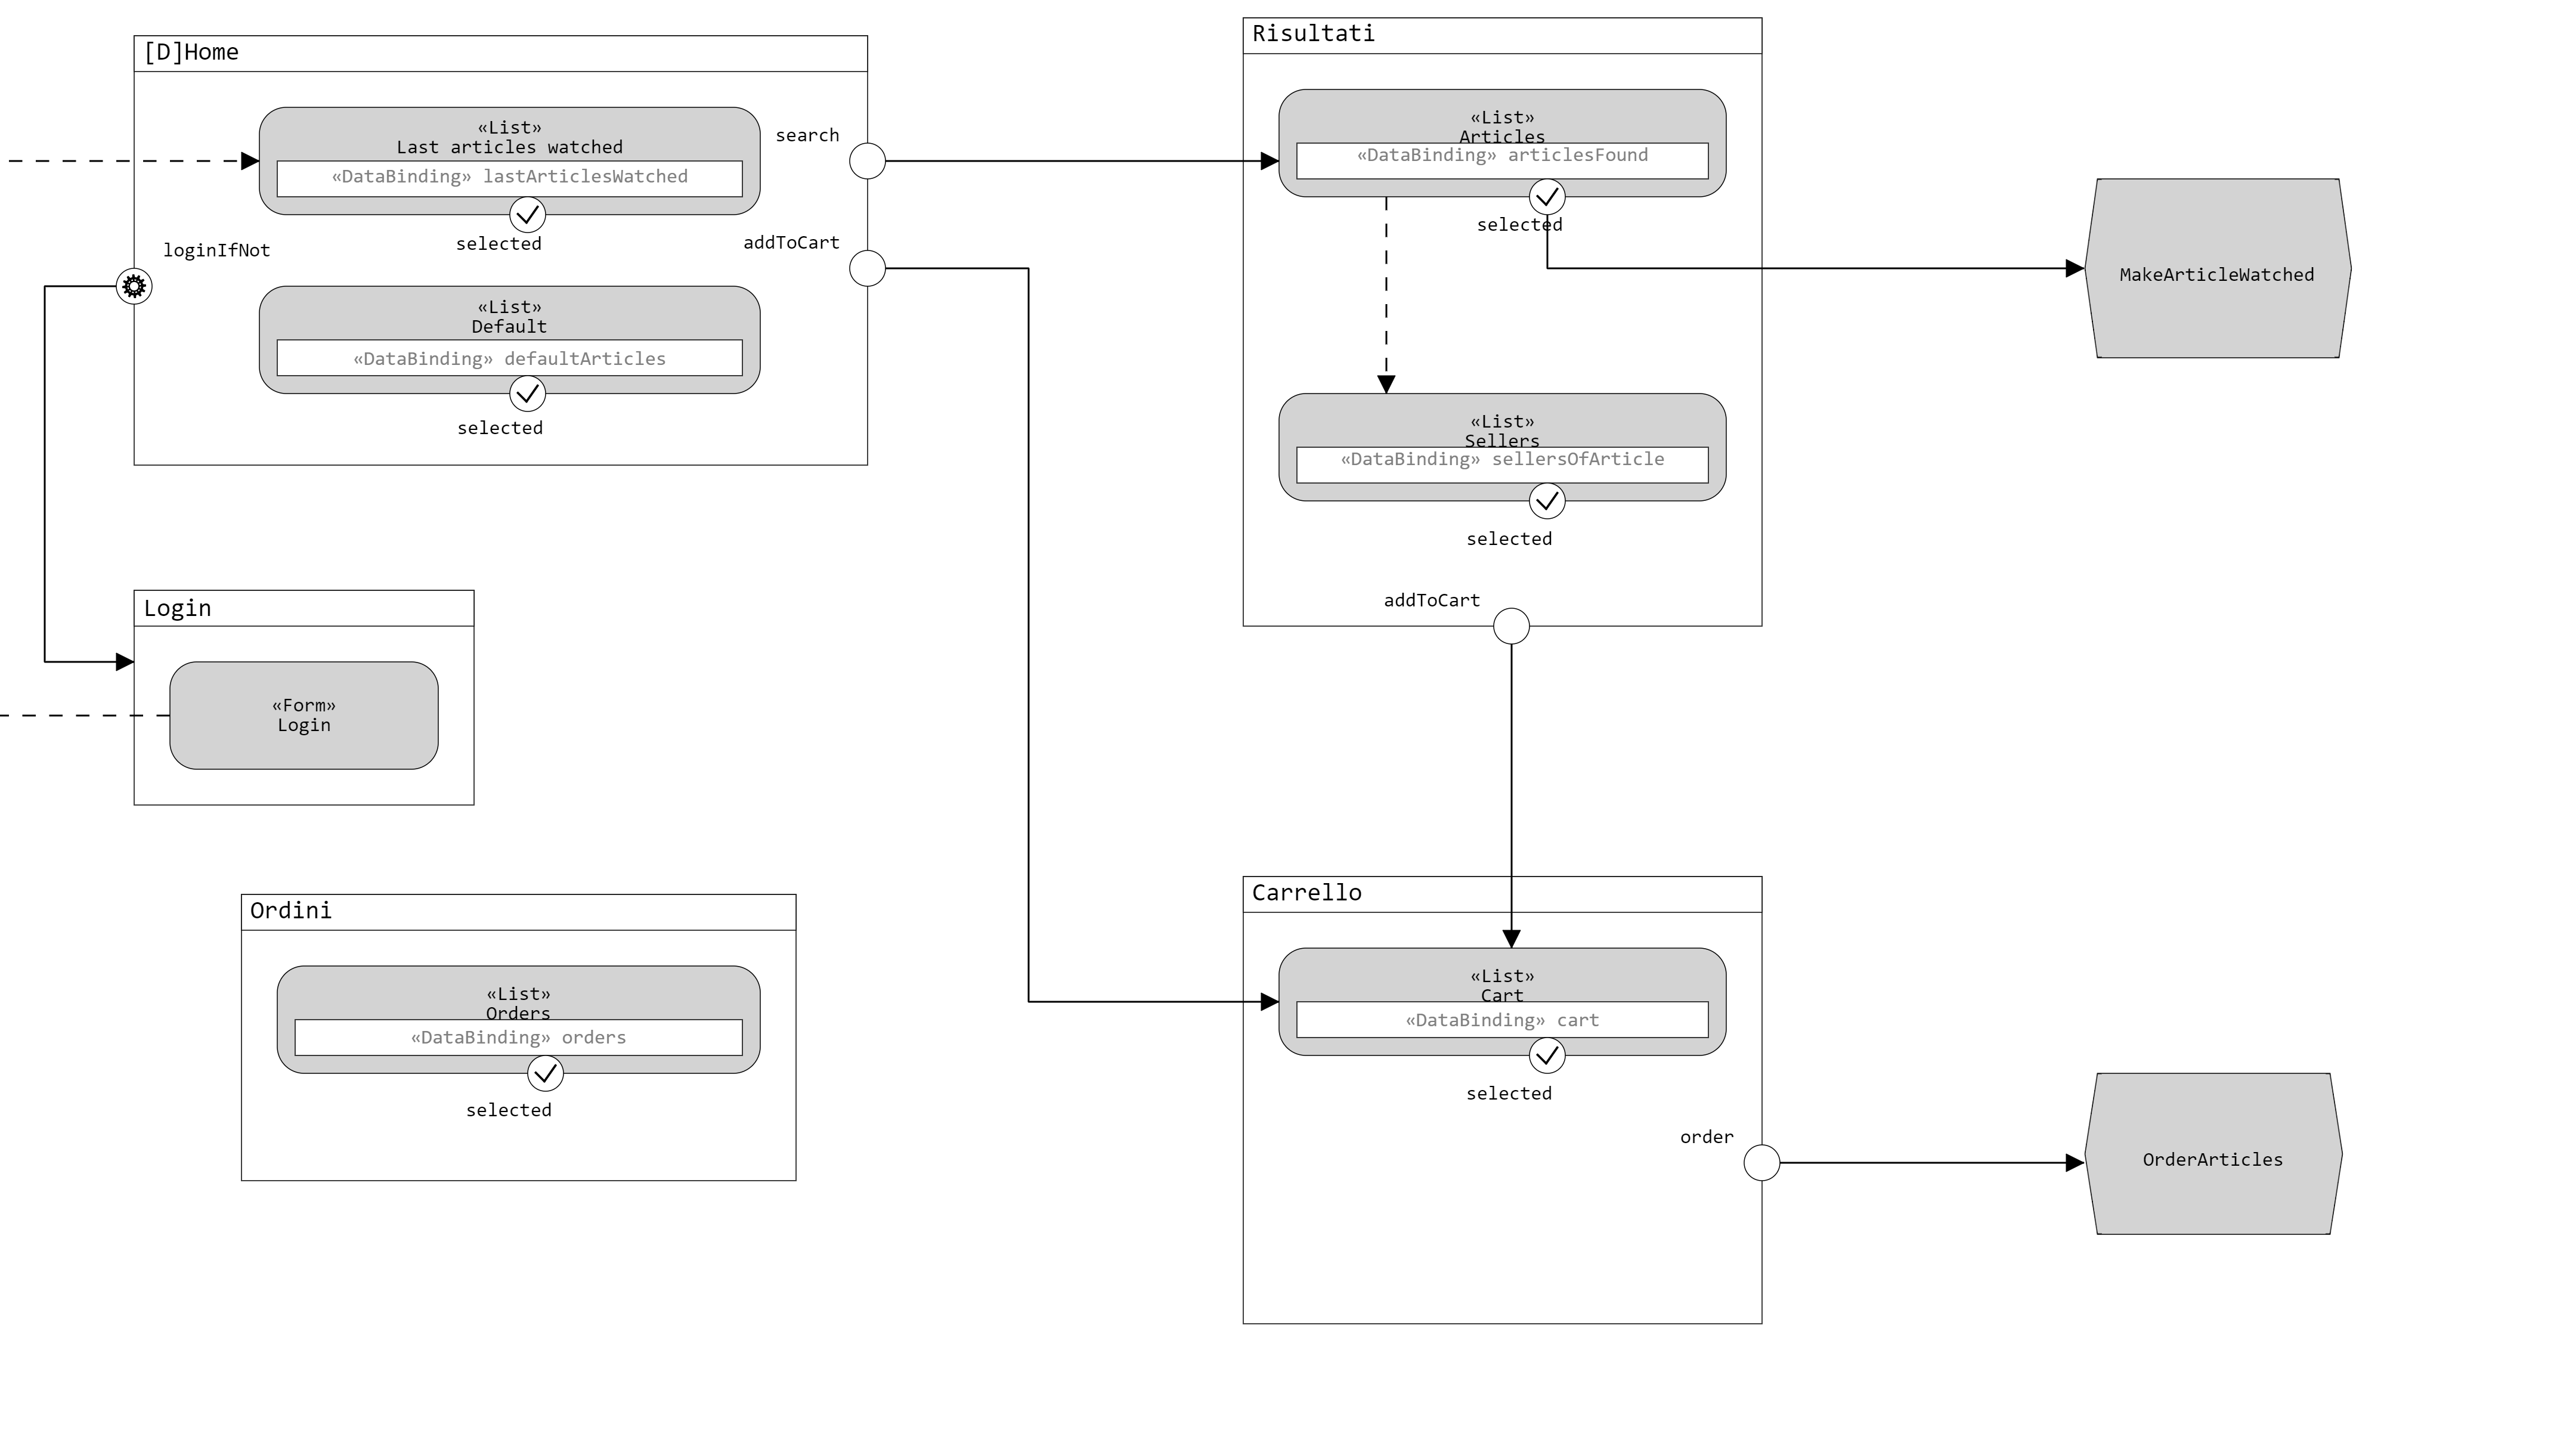 [D]Home
«List»
Last articles watched
«DataBinding» lastArticlesWatched
selected
search
addToCart
loginIfNot
«List»
Default
«DataBinding» defaultArticles
selected
Risultati
«List»
Articles
«DataBinding» articlesFound
selected
«List»
Sellers
«DataBinding» sellersOfArticle
selected
addToCart
MakeArticleWatched
Login
«Form»
Login
Ordini
«List»
Orders
«DataBinding» orders
selected
Carrello
«List»
Cart
«DataBinding» cart
selected
order
OrderArticles